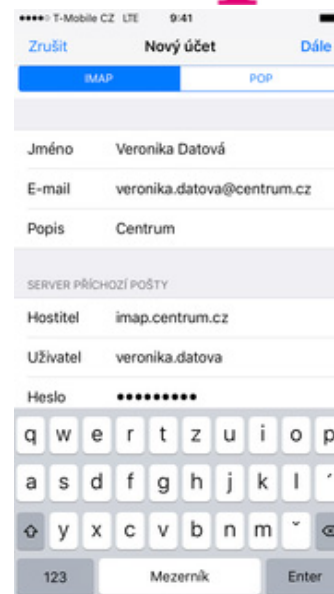 T-Mobile CZ LTE 9:41
Zrušit Nový účet Dále
IMAP POP
Jméno Veronika Datová
E-mail veronika.datova@centrum.cz
Popis Centrum
SERVER PŘÍCHOZÍ POŠTY
Hostitel imap.centrum.cz
Uživatel veronika.datova
Heslo ●●●●●●●●●
q w e r t z u i o p
a s d f g h j k l ´
y x c v b n m ˇ
123 Mezerník Enter